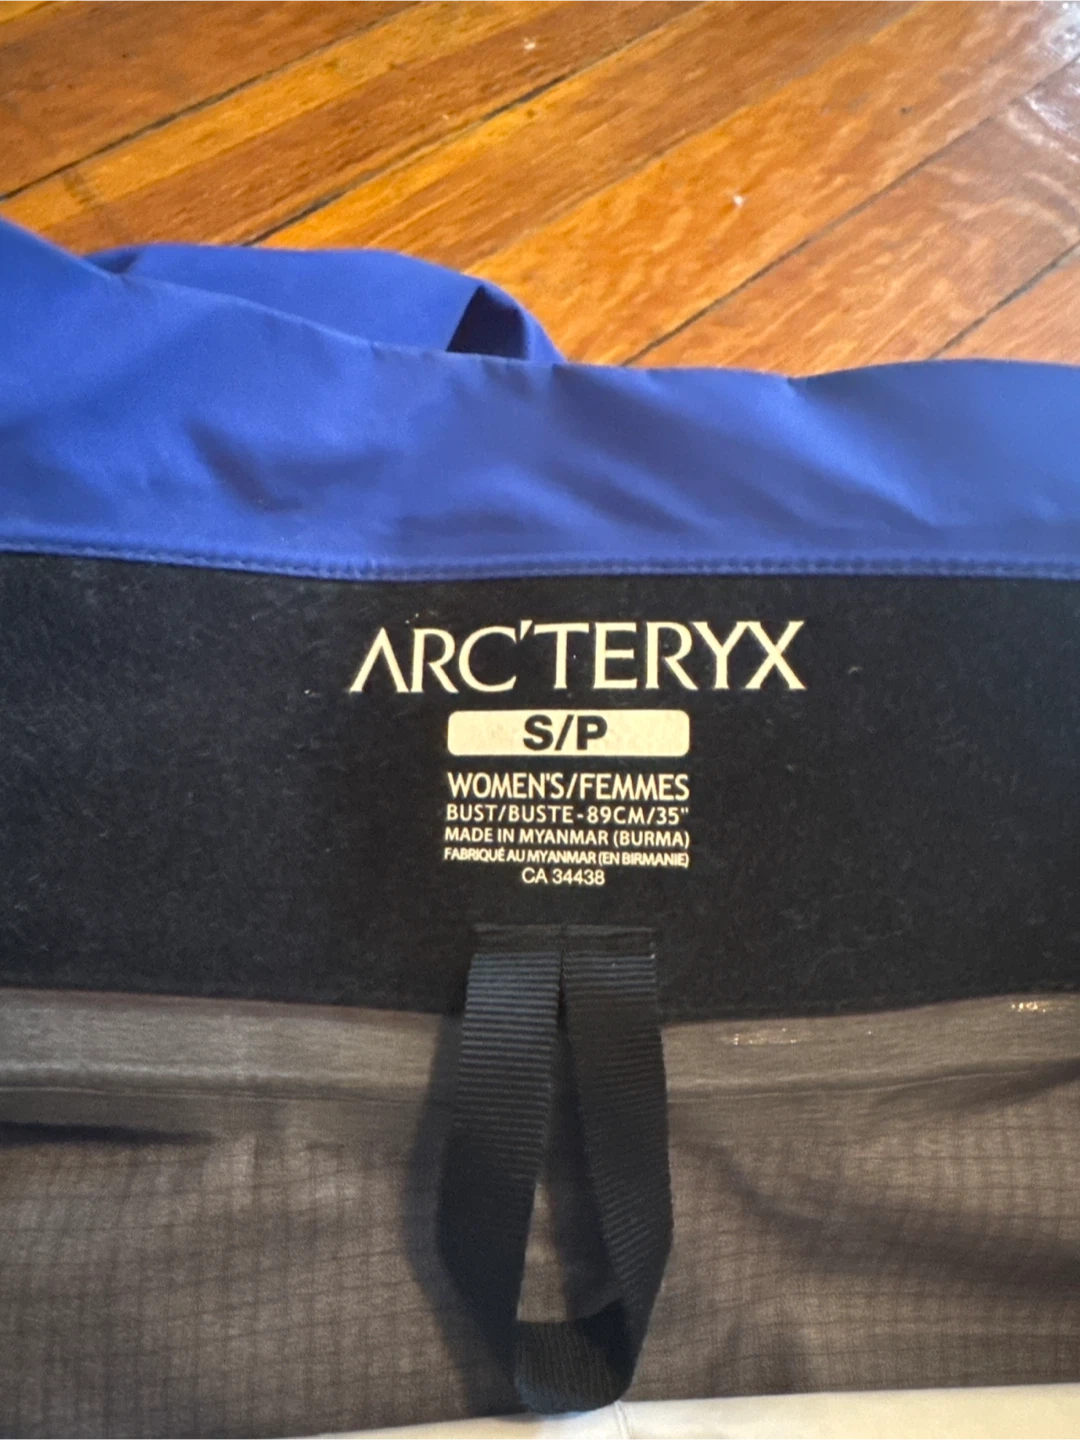 ARC'TERYX
S/P
WOMEN'S/FEMMES
BUST/BUSTE-89CM/35"
MADE IN MYANMAR (BURMA)
FABRIQUÉ AU MYANMAR (EN BIRMANIE)
CA 34438